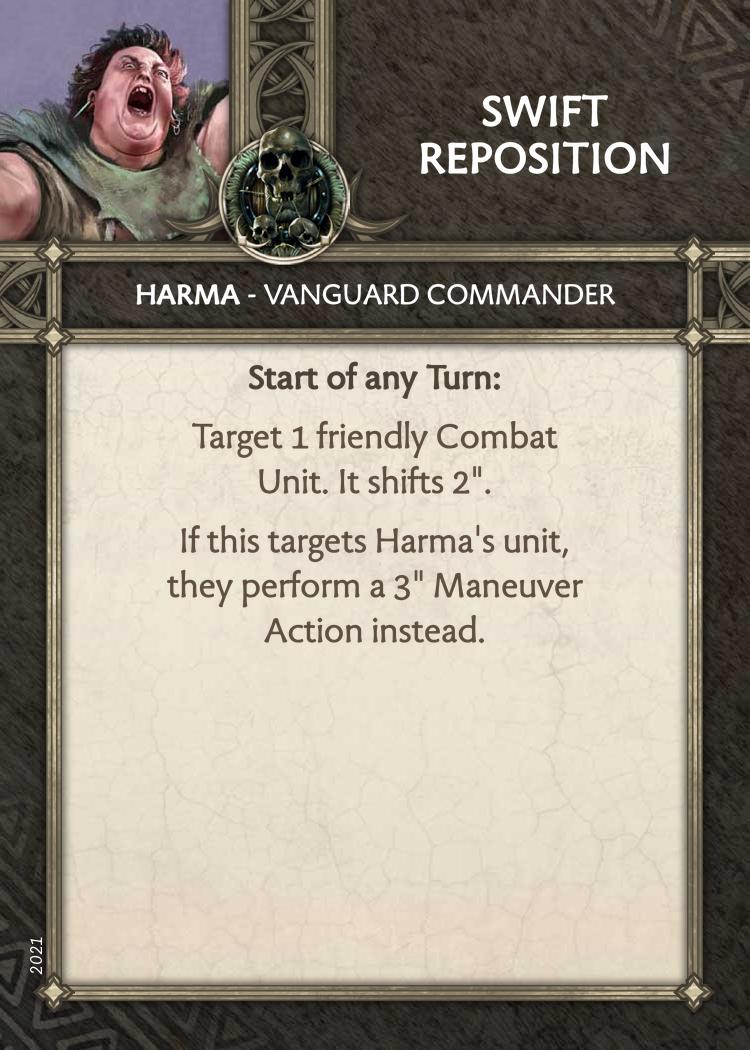 SWIFT
REPOSITION
HARMA - VANGUARD COMMANDER
Start of any Turn:
Target 1 friendly Combat
Unit. It shifts 2".
If this targets Harma's unit,
they perform a 3" Maneuver
Action instead.
2021